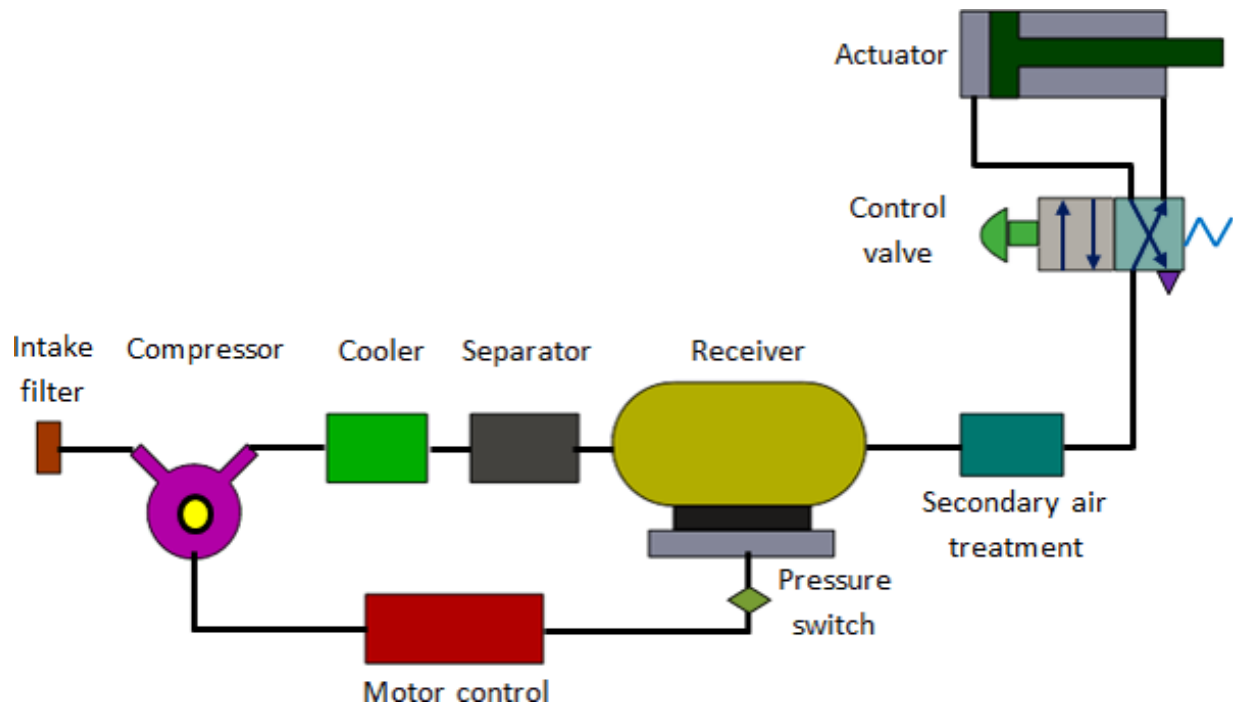 Actuator
Control
valve
Intake
filter
Compressor
Cooler
Separator
Receiver
Secondary air
treatment
Pressure
switch
Motor control